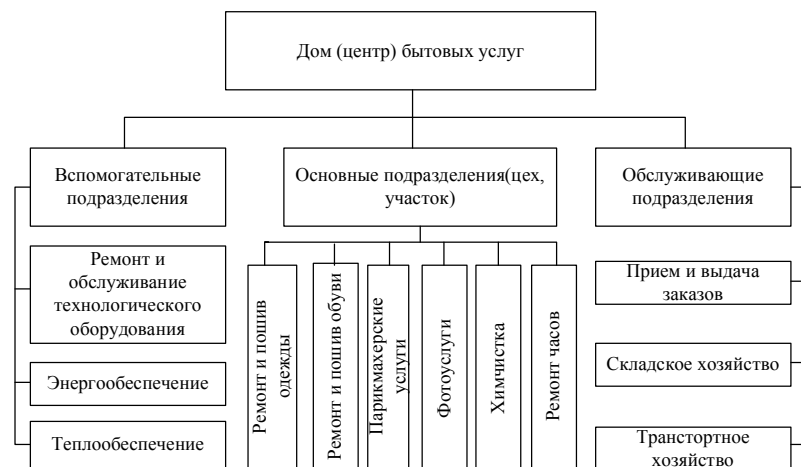 Дом (центр) бытовых услуг
Вспомогательные
подразделения
Основные подразделения(цех,
участок)
Обслуживающие
подразделения
Ремонт и
обслуживание
технологического
оборудования
Энергообеспечение
Теплообеспечение
Ремонт и пошив
одежды
Ремонт и пошив обуви
Парикмахерские
услуги
Фотоуслуги
Химчистка
Ремонт часов
Прием и выдача
заказов
Складское хозяйство
Транстортное
хозяйство